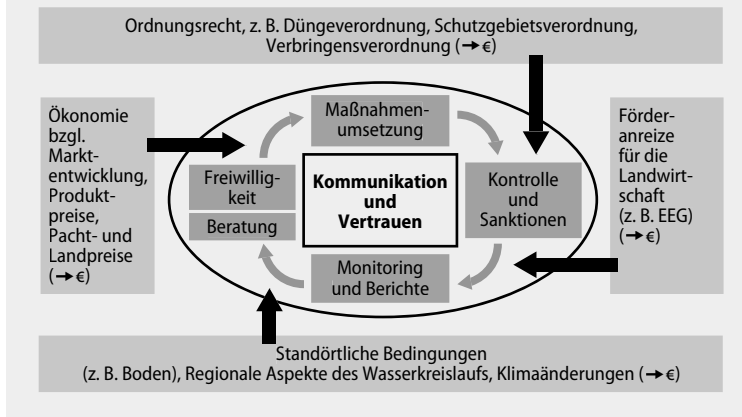 Ordnungsrecht, z. B. Düngeverordnung, Schutzgebietsverordnung,
Verbringensverordnung (→€)
Ökonomie
bzgl.
Markt-
entwicklung,
Produkt-
preise,
Pacht- und
Landpreise
(→€)
Maßnahmen-
umsetzung
Freiwillig-
keit
Beratung
Kommunikation
und
Vertrauen
Kontrolle
und
Sanktionen
Monitoring
und Berichte
Förder-
anreize
für die
Landwirt-
schaft
(z. B. EEG)
(→€)
Standörtliche Bedingungen
(z. B. Boden), Regionale Aspekte des Wasserkreislaufs, Klimaänderungen (→€)